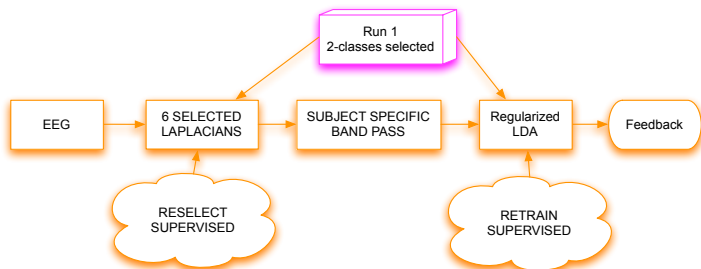 Run 1
2-classes selected
EEG
6 SELECTED
LAPLACIANS
SUBJECT SPECIFIC
BAND PASS
Regularized
LDA
Feedback
RESELECT
SUPERVISED
RETRAIN
SUPERVISED